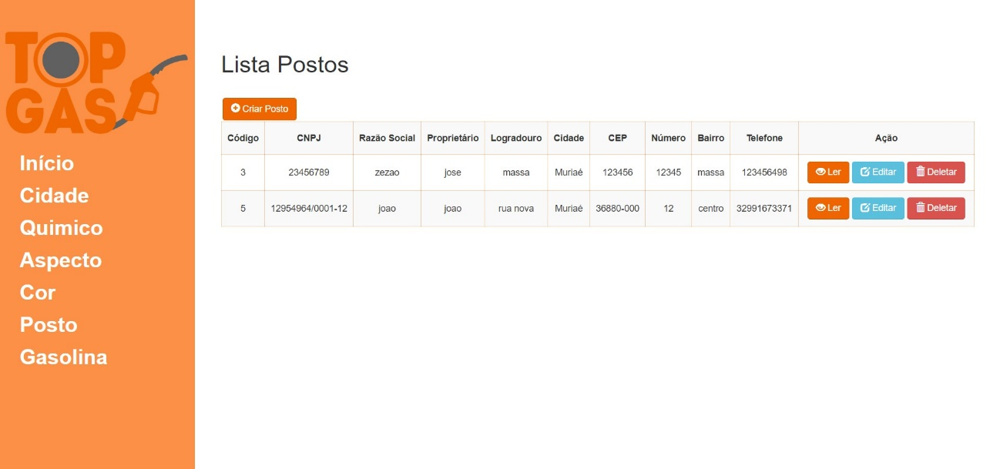 TOP
GAS
Início
Cidade
Quimico
Aspecto
Cor
Posto
Gasolina
Lista Postos
Criar Posto
Código CNPJ Razão Social Proprietário Logradouro Cidade CEP Número Bairro Telefone Ação
3 23456789 zezao jose massa Muriaé 123456 12345 massa 123456498 Ler Editar Deletar
5 12954964/0001-12 joao joao rua nova Muriaé 36880-000 12 centro 32991673371 Ler Editar Deletar